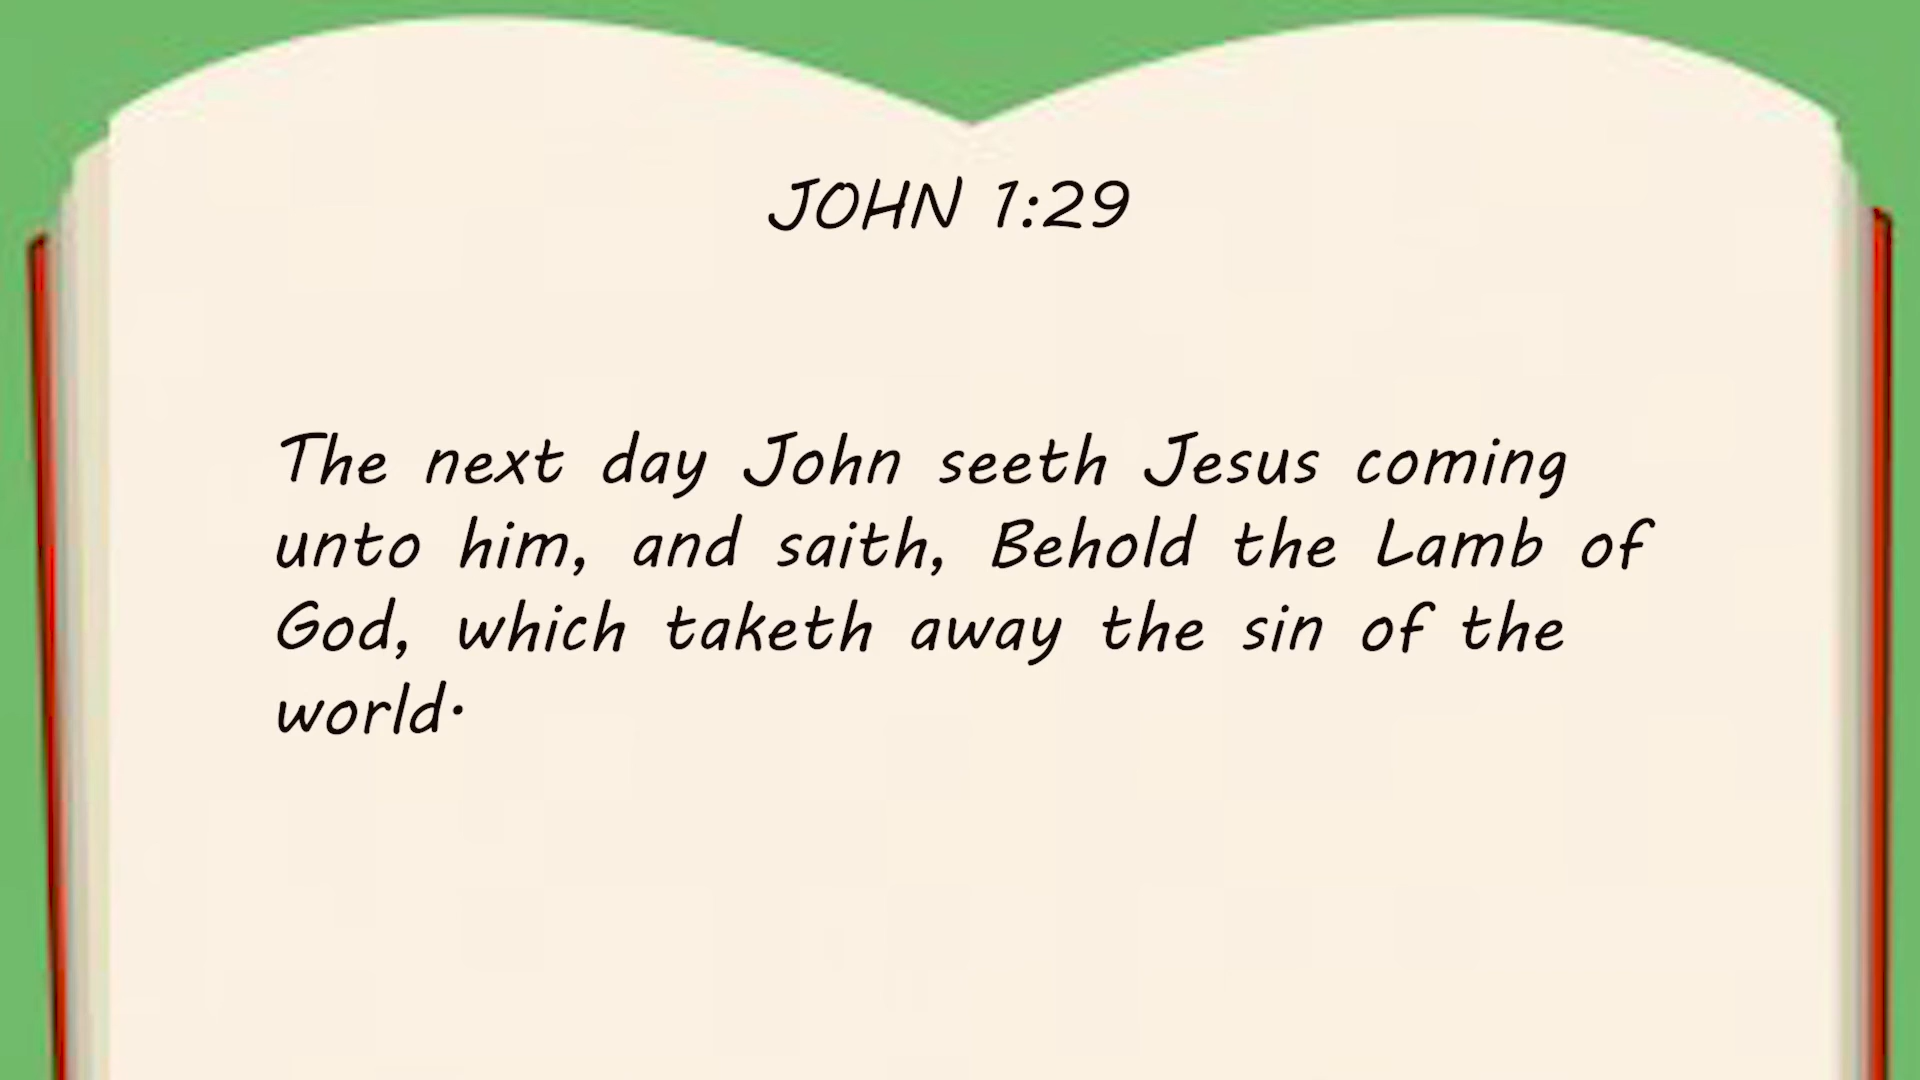 JOHN 1:29
The next day John seeth Jesus coming
unto him, and saith, Behold the Lamb of
God, which taketh away the sin of the
world.